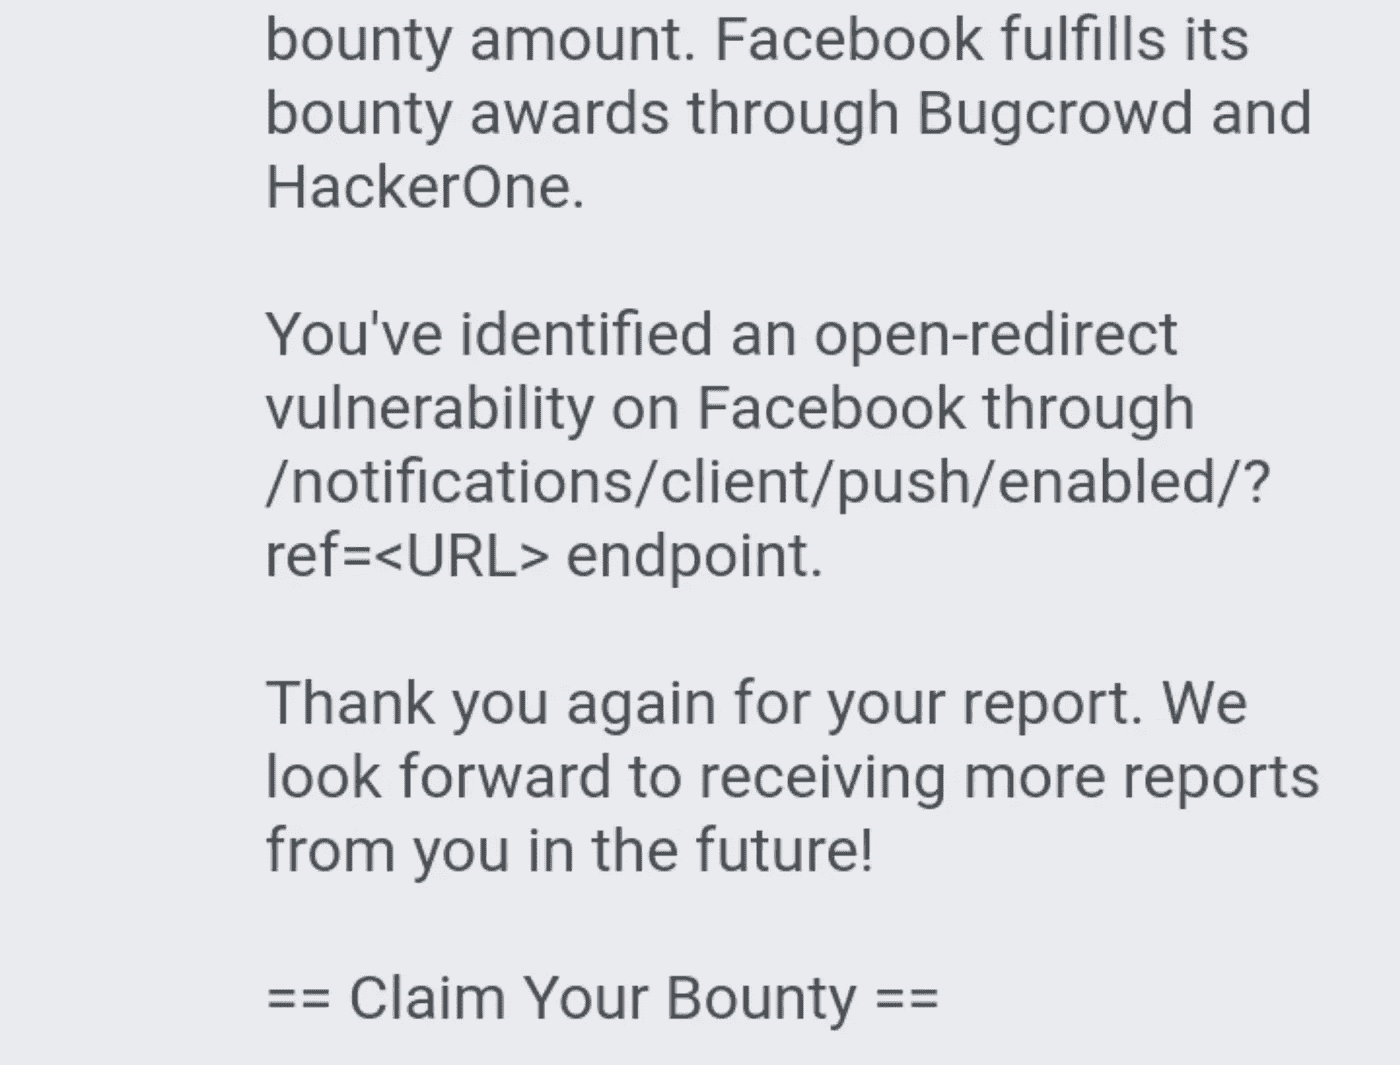 bounty amount. Facebook fulfills its
bounty awards through Bugcrowd and
HackerOne.
You've identified an open-redirect
vulnerability on Facebook through
/notifications/client/push/enabled/?
ref=<URL> endpoint.
Thank you again for your report. We
look forward to receiving more reports
from you in the future!
== Claim Your Bounty ==